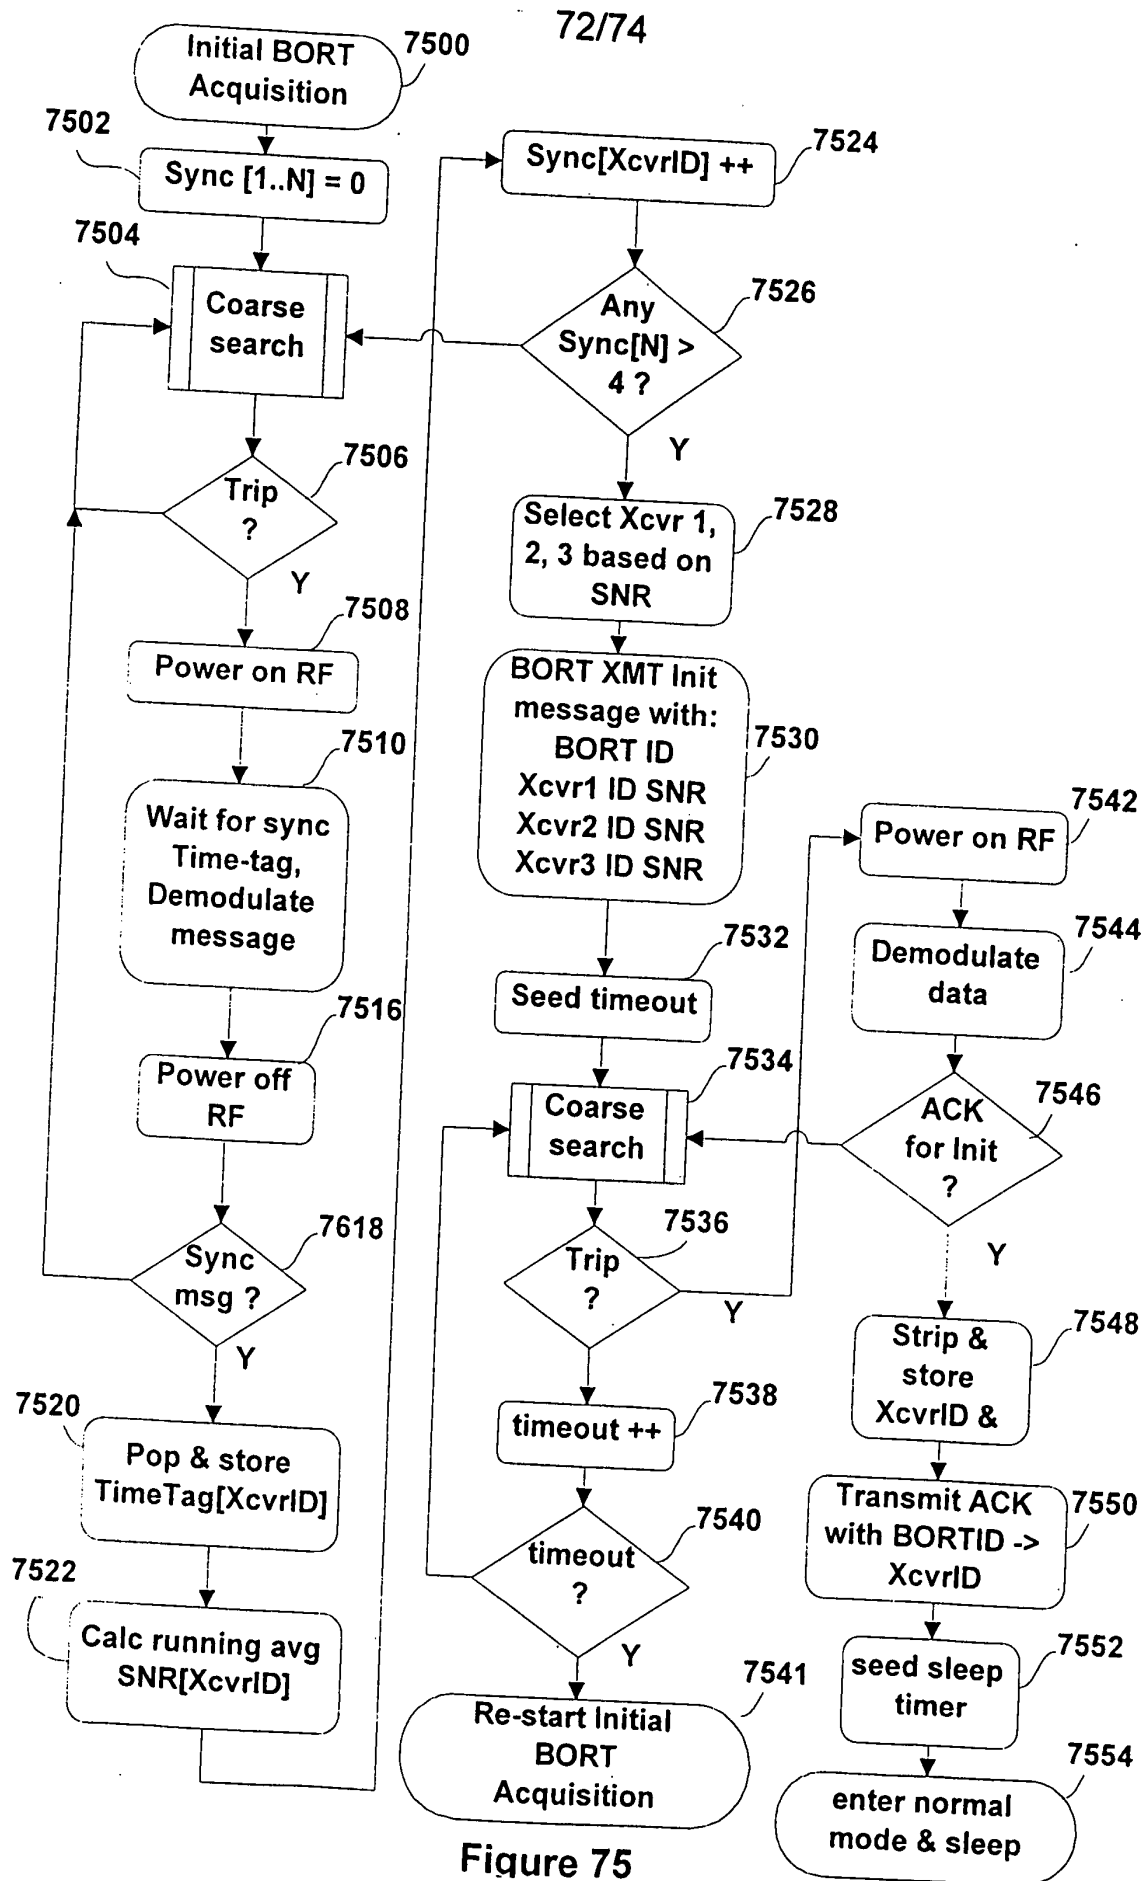 72/74
Initial BORT
Acquisition
7500
7502
Sync [1..N] = 0
7504
Coarse
search
7506
Trip
?
Y
7508
Power on RF
7510
Wait for sync
Time-tag,
Demodulate
message
7516
Power off
RF
7618
Sync
msg ?
Y
7520
Pop & store
TimeTag[XcvrID]
7522
Calc running avg
SNR[XcvrID]
Sync[XcvrID] ++
7524
Any
Sync[N] >
4 ?
7526
Y
Select Xcvr 1,
2, 3 based on
SNR
7528
BORT XMT Init
message with:
BORT ID
Xcvr1 ID SNR
Xcvr2 ID SNR
Xcvr3 ID SNR
7530
7532
Seed timeout
7534
Coarse
search
7536
Trip
?
Y
7538
timeout ++
7540
timeout
?
Y
7541
Re-start Initial
BORT
Acquisition
7542
Power on RF
7544
Demodulate
data
7546
ACK
for Init
?
Y
7548
Strip &
store
XcvrID &
Transmit ACK
with BORTID ->
XcvrID
7550
7552
seed sleep
timer
7554
enter normal
mode & sleep
Figure 75